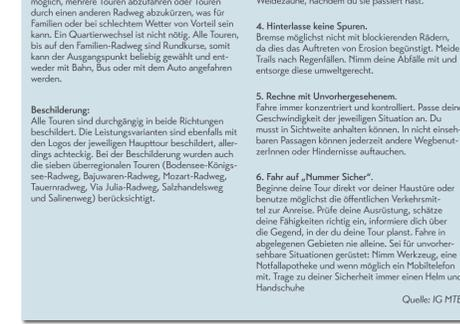 möglich, mehrere Touren abzufahren oder Touren
durch einen anderen Radweg abzukürzen, was für
Familien oder bei schlechtem Wetter von Vorteil sein
kann. Ein Quartierwechsel ist nicht nötig. Alle Touren,
bis auf den Familien-Radweg sind Rundkurse, somit
kann der Ausgangspunkt beliebig gewählt und ent-
weder mit Bahn, Bus oder mit dem Auto angefahren
werden.
Beschilderung:
Alle Touren sind durchgängig in beide Richtungen
beschildert. Die Leistungsvarianten sind ebenfalls mit
den Logos der jeweiligen Haupttour beschildert, aller-
dings achteckig. Bei der Beschilderung wurden auch
die sieben überregionalen Touren (Bodensee-Königs-
see-Radweg, Bajuwaren-Radweg, Mozart-Radweg,
Tauernradweg, Via Julia-Radweg, Salzhandelsweg
und Salinenweg) berücksichtigt.
Weidezäune, nachdem du sie passiert hast.
4. Hinterlasse keine Spuren.
Bremse möglichst nicht mit blockierenden Rädern,
da dies das Auftreten von Erosion begünstigt. Meide
Trails nach Regenfällen. Nimm deine Abfälle mit und
entsorge diese umweltgerecht.
5. Rechne mit Unvorhergesehenem.
Fahre immer konzentriert und kontrolliert. Passe deine
Geschwindigkeit der jeweiligen Situation an. Du
musst in Sichtweite anhalten können. In nicht einseh-
baren Passagen können jederzeit andere Wegbenut-
zerInnen oder Hindernisse auftauchen.
6. Fahr auf „Nummer Sicher“.
Beginne deine Tour direkt vor deiner Haustüre oder
benutze möglichst die öffentlichen Verkehrsmit-
tel zur Anreise. Prüfe deine Ausrüstung, schätze
deine Fähigkeiten richtig ein, informiere dich über
die Gegend, in der du deine Tour planst. Fahre in
abgelegenen Gebieten nie alleine. Sei für unvorher-
sehbare Situationen gerüstet: Nimm Werkzeug, eine
Notfallapotheke und wenn möglich ein Mobiltelefon
mit. Trage zu deiner Sicherheit immer einen Helm und
Handschuhe
Quelle: IG MTB